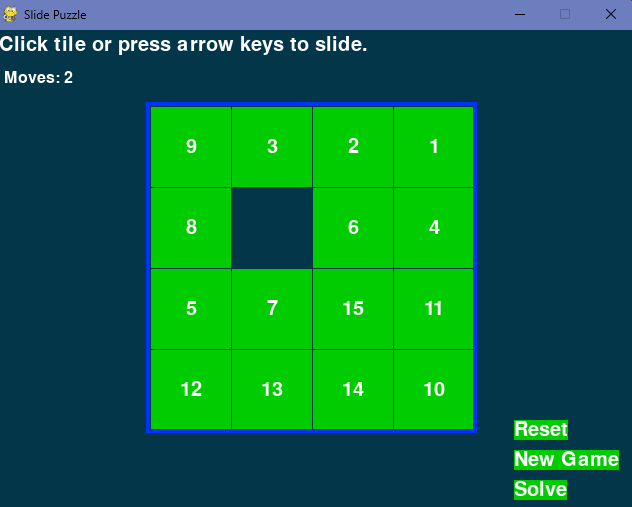 Slide Puzzle
Click tile or press arrow keys to slide.
Moves: 2
9 3 2 1
8 6 4
5 7 15 11
12 13 14 10
Reset
New Game
Solve